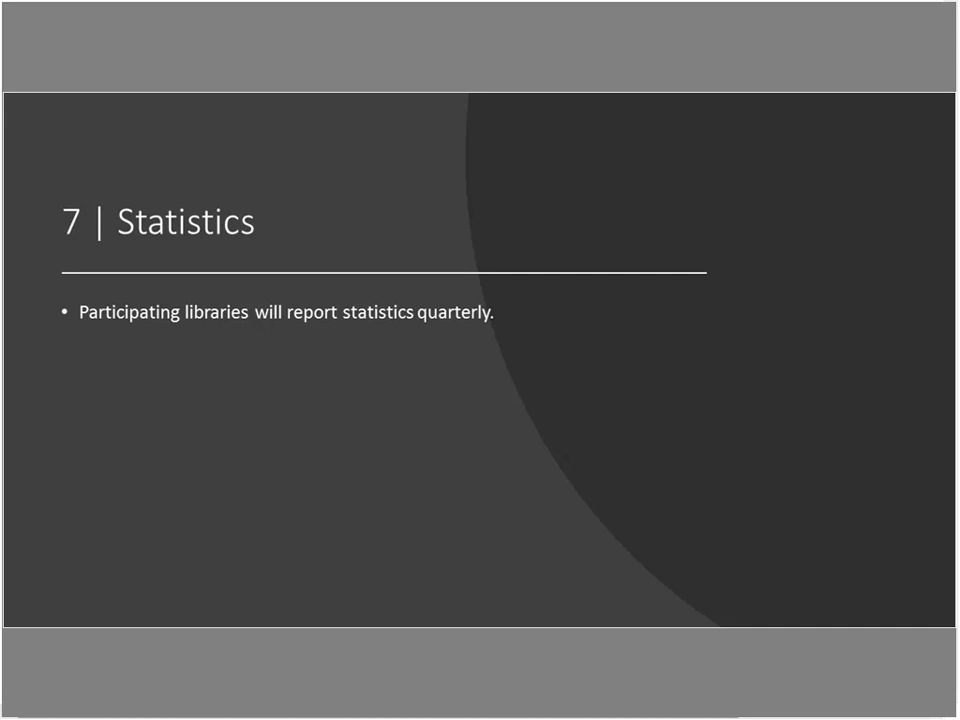 7 | Statistics
• Participating libraries will report statistics quarterly.